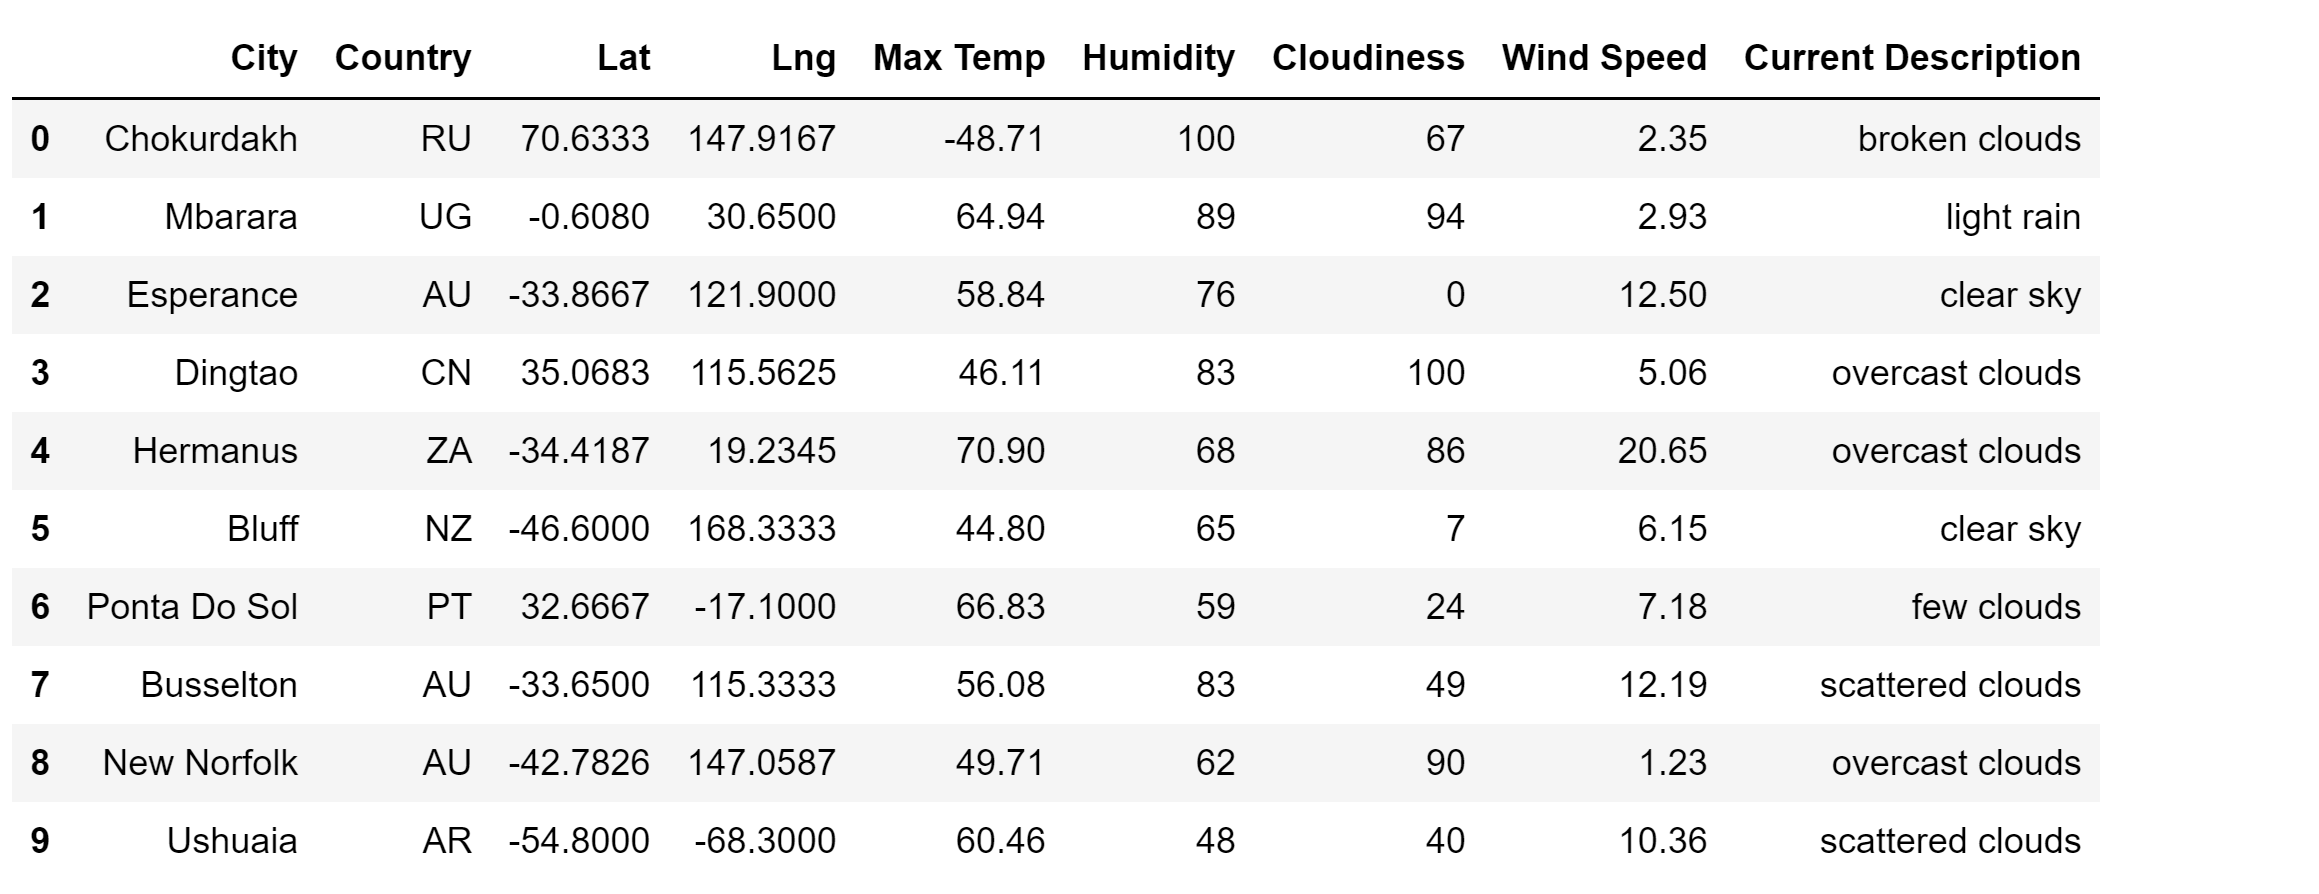 City Country Lat Lng Max Temp Humidity Cloudiness Wind Speed Current Description
0 Chokurdakh RU 70.6333 147.9167 -48.71 100 67 2.35 broken clouds
1 Mbarara UG -0.6080 30.6500 64.94 89 94 2.93 light rain
2 Esperance AU -33.8667 121.9000 58.84 76 0 12.50 clear sky
3 Dingtao CN 35.0683 115.5625 46.11 83 100 5.06 overcast clouds
4 Hermanus ZA -34.4187 19.2345 70.90 68 86 20.65 overcast clouds
5 Bluff NZ -46.6000 168.3333 44.80 65 7 6.15 clear sky
6 Ponta Do Sol PT 32.6667 -17.1000 66.83 59 24 7.18 few clouds
7 Busselton AU -33.6500 115.3333 56.08 83 49 12.19 scattered clouds
8 New Norfolk AU -42.7826 147.0587 49.71 62 90 1.23 overcast clouds
9 Ushuaia AR -54.8000 -68.3000 60.46 48 40 10.36 scattered clouds